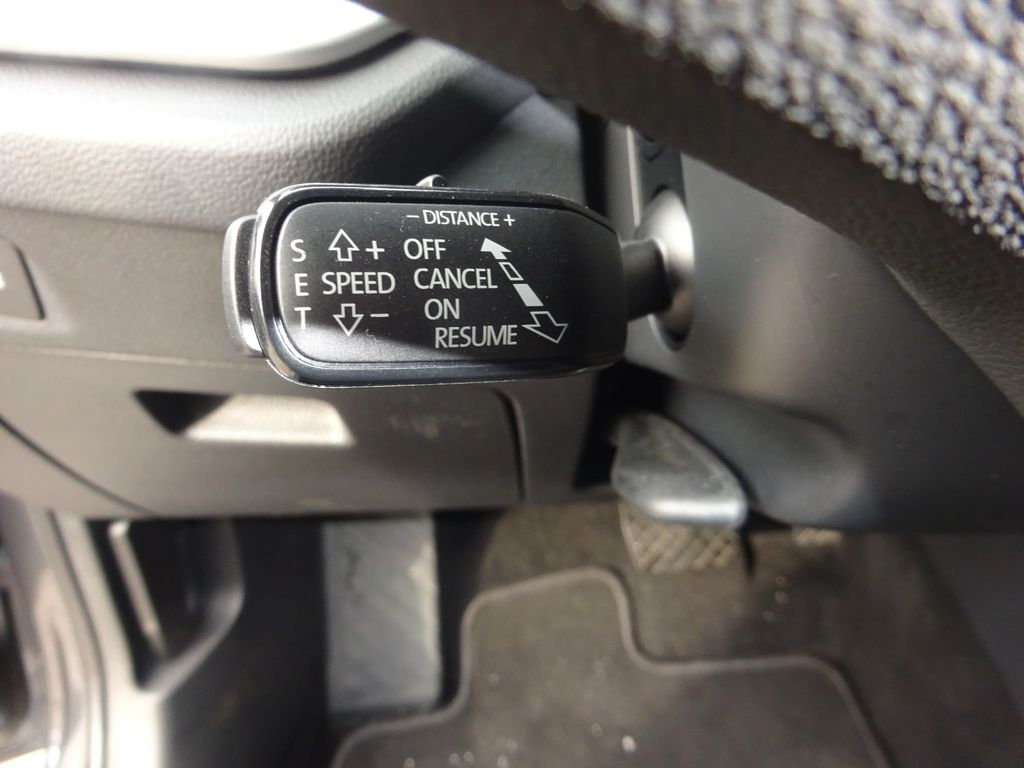 – DISTANCE +
S + OFF
E SPEED CANCEL
T – ON
RESUME